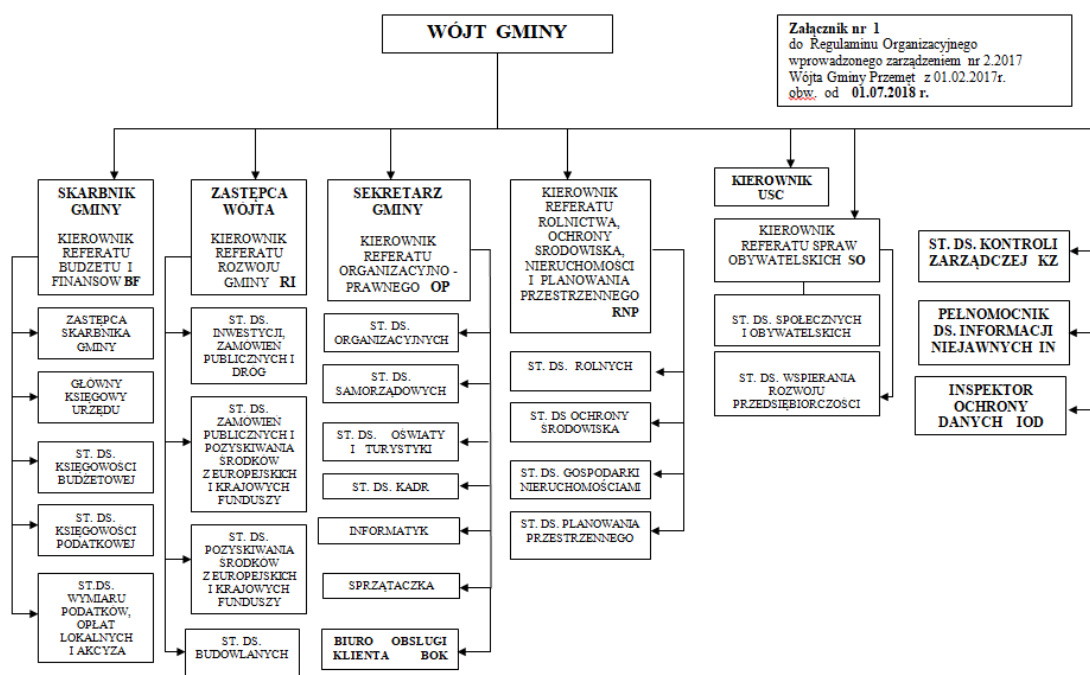 WÓJT GMINY
Załącznik nr 1
do Regulaminu Organizacyjnego
wprowadzonego zarządzeniem nr 2.2017
Wójta Gminy Przemęt z 01.02.2017r.
obw. od 01.07.2018 r.
SKARBNIK
GMINY
KIEROWNIK
REFERATU
BUDŻETU I
FINANSÓW BF
ZASTĘPCA
SKARBNIKA
GMINY
GŁÓWNY
KSIĘGOWY
URZĘDU
ST. DS.
KSIĘGOWOŚCI
BUDŻETOWEJ
ST. DS.
KSIĘGOWOŚCI
PODATKOWEJ
ST.DS.
WYMIARU
PODATKÓW,
OPŁAT
LOKALNYCH
I AKCYZA
ZASTĘPCA
WÓJTA
KIEROWNIK
REFERATU
ROZWOJU
GMINY RI
ST. DS.
INWESTYCJI,
ZAMÓWIEŃ
PUBLICZNYCH I
DRÓG
ST. DS.
ZAMÓWIEŃ
PUBLICZNYCH I
POZYSKIWANIA
ŚRODKÓW
Z EUROPEJSKICH
I KRAJOWYCH
FUNDUSZY
ST. DS.
POZYSKIWANIA
ŚRODKÓW
Z EUROPEJSKICH
I KRAJOWYCH
FUNDUSZY
ST. DS.
BUDOWLANYCH
SEKRETARZ
GMINY
KIEROWNIK
REFERATU
ORGANIZACYJNO -
PRAWNEGO OP
ST. DS.
ORGANIZACYJNYCH
ST. DS.
SAMORZĄDOWYCH
ST. DS. OŚWIATY
I TURYSTYKI
ST. DS. KADR
INFORMATYK
SPRZĄTACZKA
BIURO OBSŁUGI
KLIENTA BOK
KIEROWNIK
REFERATU
ROLNICTWA,
OCHRONY
ŚRODOWISKA,
NIERUCHOMOŚCI
I PLANOWANIA
PRZESTRZENNEGO
RNP
ST. DS. ROLNYCH
ST. DS OCHRONY
ŚRODOWISKA
ST. DS. GOSPODARKI
NIERUCHOMOŚCIAMI
ST. DS. PLANOWANIA
PRZESTRZENNEGO
KIEROWNIK
USC
KIEROWNIK
REFERATU SPRAW
OBYWATELSKICH SO
ST. DS. SPOŁECZNYCH
I OBYWATELSKICH
ST. DS. WSPIERANIA
ROZWOJU
PRZEDSIĘBIORCZOŚCI
ST. DS. KONTROLI
ZARZĄDCZEJ KZ
PEŁNOMOCNIK
DS. INFORMACJI
NIEJAWNYCH IN
INSPEKTOR
OCHRONY
DANYCH IOD